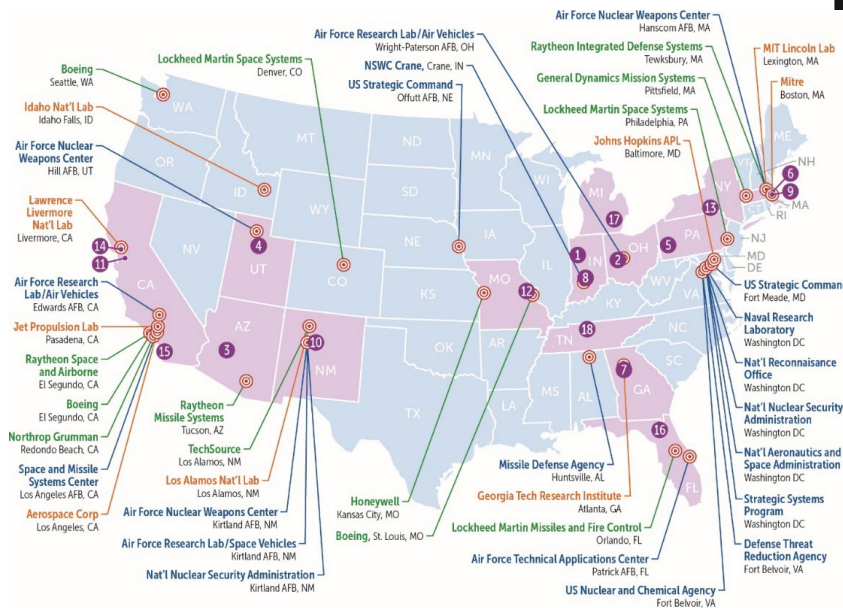 Air Force Nuclear Weapons Center
Hanscom AFB, MA
Air Force Research Lab/Air Vehicles
Wright-Paterson AFB, OH
Raytheon Integrated Defense Systems
Tewksbury, MA
MIT Lincoln Lab
Lexington, MA
Lockheed Martin Space Systems
Denver, CO
NSWC Crane, Crane, IN
Boeing
Seattle, WA
General Dynamics Mission Systems
Pittsfield, MA
Mitre
Boston, MA
US Strategic Command
Offutt AFB, NE
Lockheed Martin Space Systems
Philadelphia, PA
Idaho Nat'l Lab
Idaho Falls, ID
Johns Hopkins APL
Baltimore, MD
Air Force Nuclear
Weapons Center
Hill AFB, UT
Lawrence
Livermore
Nat'l Lab
Livermore, CA
Air Force Research
Lab/Air Vehicles
Edwards AFB, CA
Jet Propulsion Lab
Pasadena, CA
Raytheon Space
and Airborne
El Segundo, CA
Boeing
El Segundo, CA
Northrop Grumman
Redondo Beach, CA
Space and Missile
Systems Center
Los Angeles AFB, CA
Aerospace Corp
Los Angeles, CA
Raytheon
Missile Systems
Tucson, AZ
TechSource
Los Alamos, NM
Los Alamos Nat'l Lab
Los Alamos, NM
Air Force Nuclear Weapons Center
Kirtland AFB, NM
Air Force Research Lab/Space Vehicles
Kirtland AFB, NM
Nat'l Nuclear Security Administration
Kirtland AFB, NM
Honeywell
Kansas City, MO
Boeing, St. Louis, MO
Missile Defense Agency
Huntsville, AL
Georgia Tech Research Institute
Atlanta, GA
Lockheed Martin Missiles and Fire Control
Orlando, FL
Air Force Technical Applications Center
Patrick AFB, FL
US Nuclear and Chemical Agency
Fort Belvoir, VA
US Strategic Comman
Fort Meade, MD
Naval Research
Laboratory
Washington DC
Nat'l Reconnaisance
Office
Washington DC
Nat'l Nuclear Security
Administration
Washington DC
Nat'l Aeronautics and
Space Administration
Washington DC
Strategic Systems
Program
Washington DC
Defense Threat
Reduction Agency
Fort Belvoir, VA
WA
OR
ID
MT
ND
SD
WY
NE
NV
UT
CO
CA
AZ
NM
KS
OK
TX
MN
IA
MO
AR
LA
WI
IL
MI
IN
OH
KY
TN
MS
AL
GA
FL
SC
NC
VA
WV
PA
NY
VT
NH
ME
MA
RI
CT
NJ
MD
DE
1
2
3
4
5
6
7
8
9
10
11
12
13
14
15
16
17
18